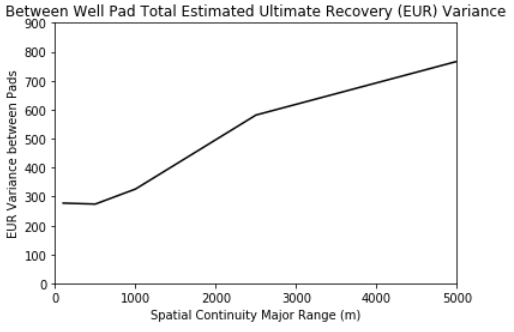 Between Well Pad Total Estimated Ultimate Recovery (EUR) Variance
900
800
700
600
500
400
300
200
100
0
EUR Variance between Pads
0 1000 2000 3000 4000 5000
Spatial Continuity Major Range (m)